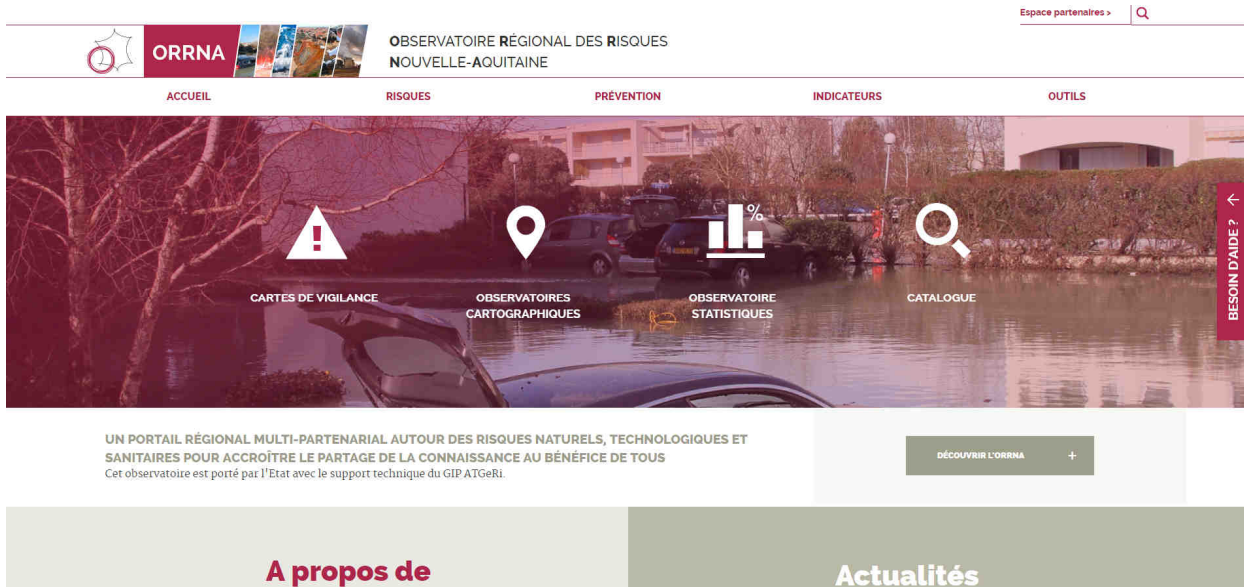 Espace partenaires >
ORRNA
OBSERVATOIRE RÉGIONAL DES RISQUES
NOUVELLE-AQUITAINE
ACCUEIL
RISQUES
PRÉVENTION
INDICATEURS
OUTILS
!
%
CARTES DE VIGILANCE
OBSERVATOIRES
CARTOGRAPHIQUES
OBSERVATOIRE
STATISTIQUES
CATALOGUE
BESOIN D'AIDE ?
UN PORTAIL RÉGIONAL MULTI-PARTENARIAL AUTOUR DES RISQUES NATURELS, TECHNOLOGIQUES ET
SANITAIRES POUR ACCROÎTRE LE PARTAGE DE LA CONNAISSANCE AU BÉNÉFICE DE TOUS
Cet observatoire est porté par l'Etat avec le support technique du GIP ATGeRi.
DÉCOUVRIR L'ORRNA +
A propos de
Actualités